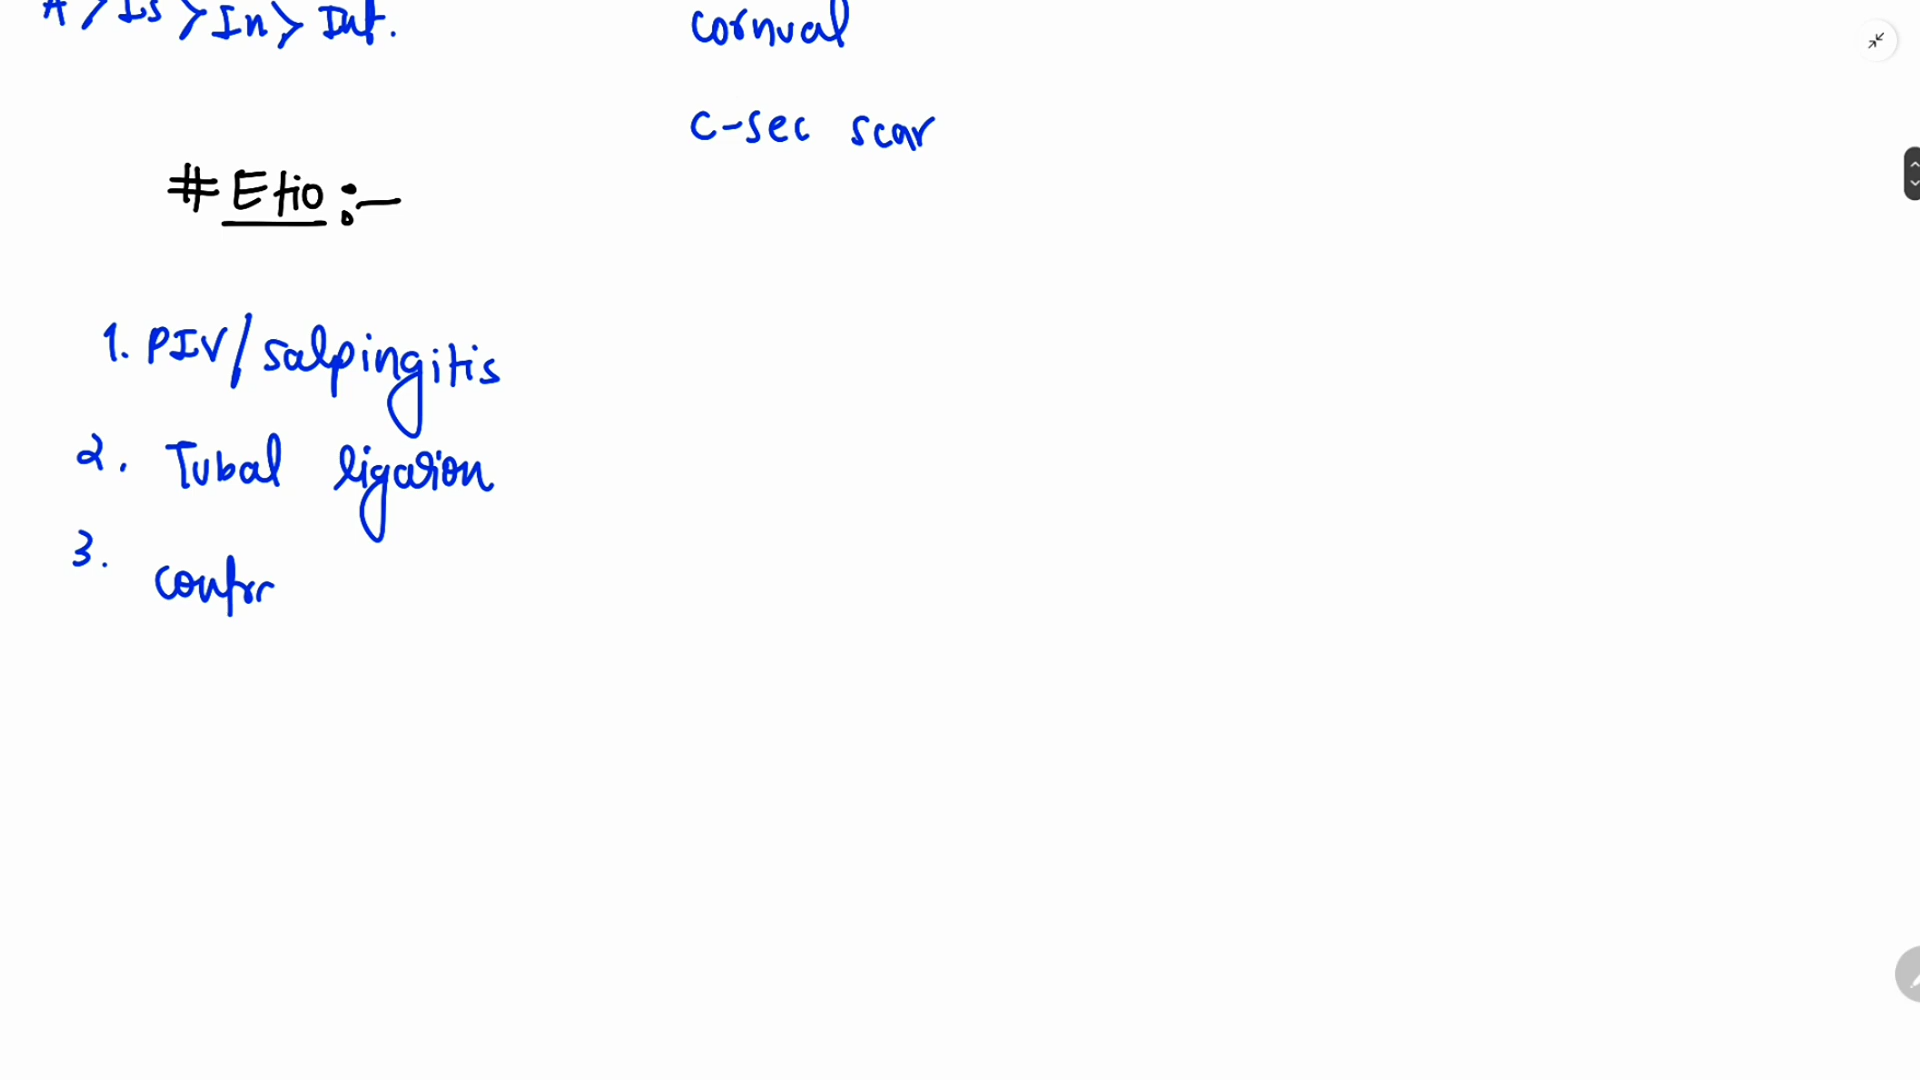 A > Is > In > Int.
cornual
c-sec scar
# Etio :-
1. PIV/salpingitis
2. Tubal ligation
3. contr